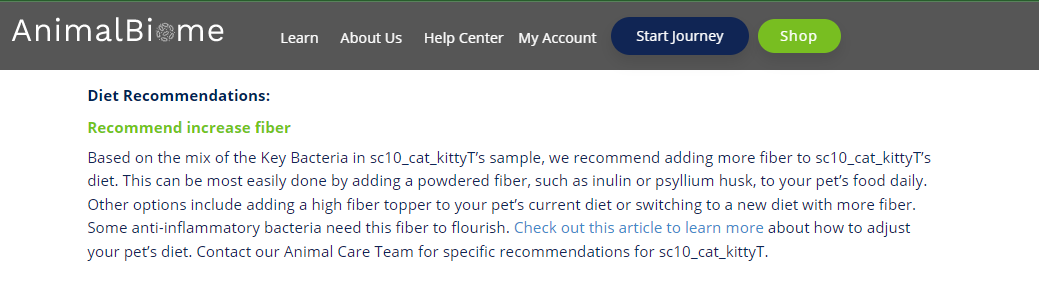 AnimalBiome
Learn About Us Help Center My Account Start Journey Shop
Diet Recommendations:
Recommend increase fiber
Based on the mix of the Key Bacteria in sc10_cat_kittyT’s sample, we recommend adding more fiber to sc10_cat_kittyT’s
diet. This can be most easily done by adding a powdered fiber, such as inulin or psyllium husk, to your pet’s food daily.
Other options include adding a high fiber topper to your pet’s current diet or switching to a new diet with more fiber.
Some anti-inflammatory bacteria need this fiber to flourish. Check out this article to learn more about how to adjust
your pet’s diet. Contact our Animal Care Team for specific recommendations for sc10_cat_kittyT.